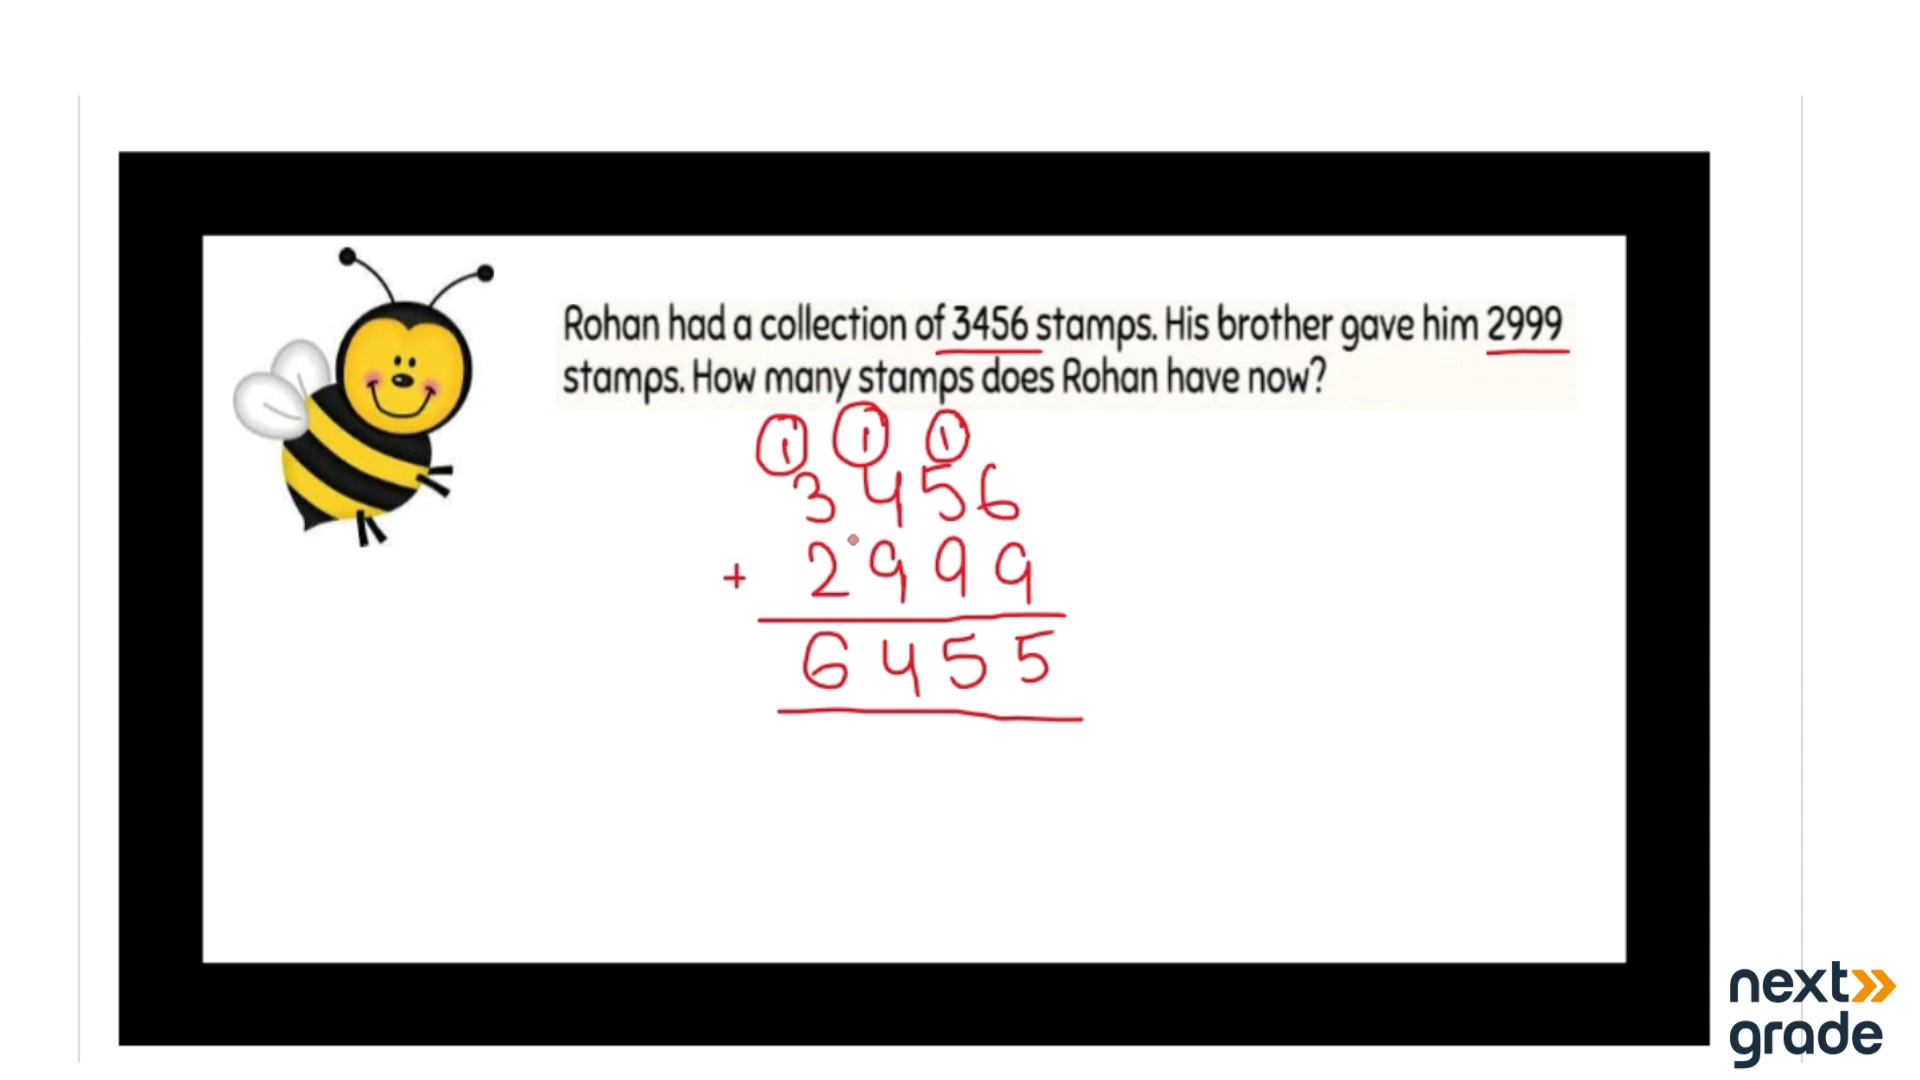 Rohan had a collection of 3456 stamps. His brother gave him 2999
stamps. How many stamps does Rohan have now?
1 1 1
3456
+ 2999
6455
next
grade